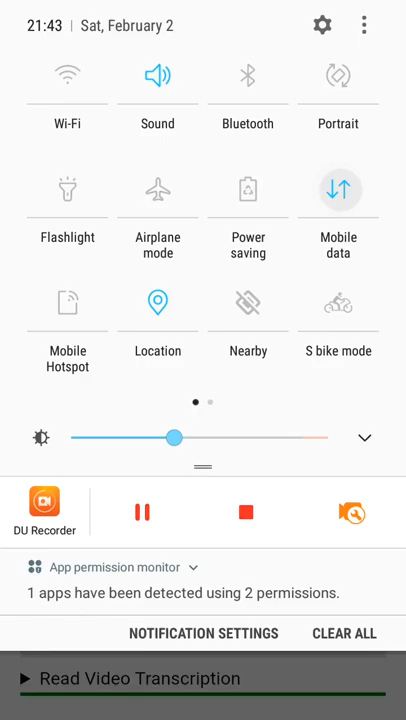 21:43 | Sat, February 2
Wi-Fi
Sound
Bluetooth
Portrait
Flashlight
Airplane
mode
Power
saving
Mobile
data
Mobile
Hotspot
Location
Nearby
S bike mode
DU Recorder
App permission monitor
1 apps have been detected using 2 permissions.
NOTIFICATION SETTINGS
CLEAR ALL
Read Video Transcription